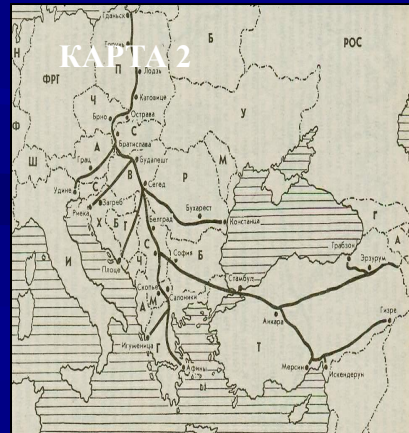 Гданьск
КАРТА 2
Б
РОС
Н
ФРГ
П
Лодзь
Катовице
Ч
Острава
Брно
С
У
Ф
Братислава
А
Будапешт
М
Ш
Грац
С
В
Сегед
Р
Удине
Загреб
Риека
Х
Б
Г
Белград
Бухарест
Констанца
Г
И
Плоце
С
Ч
София
Б
Трабзон
Эрзурум
А
Стамбул
Скопье
М
А
Салоники
Анкара
Гизре
Игуменица
Г
Т
Афины
Мерсин
Искендерун